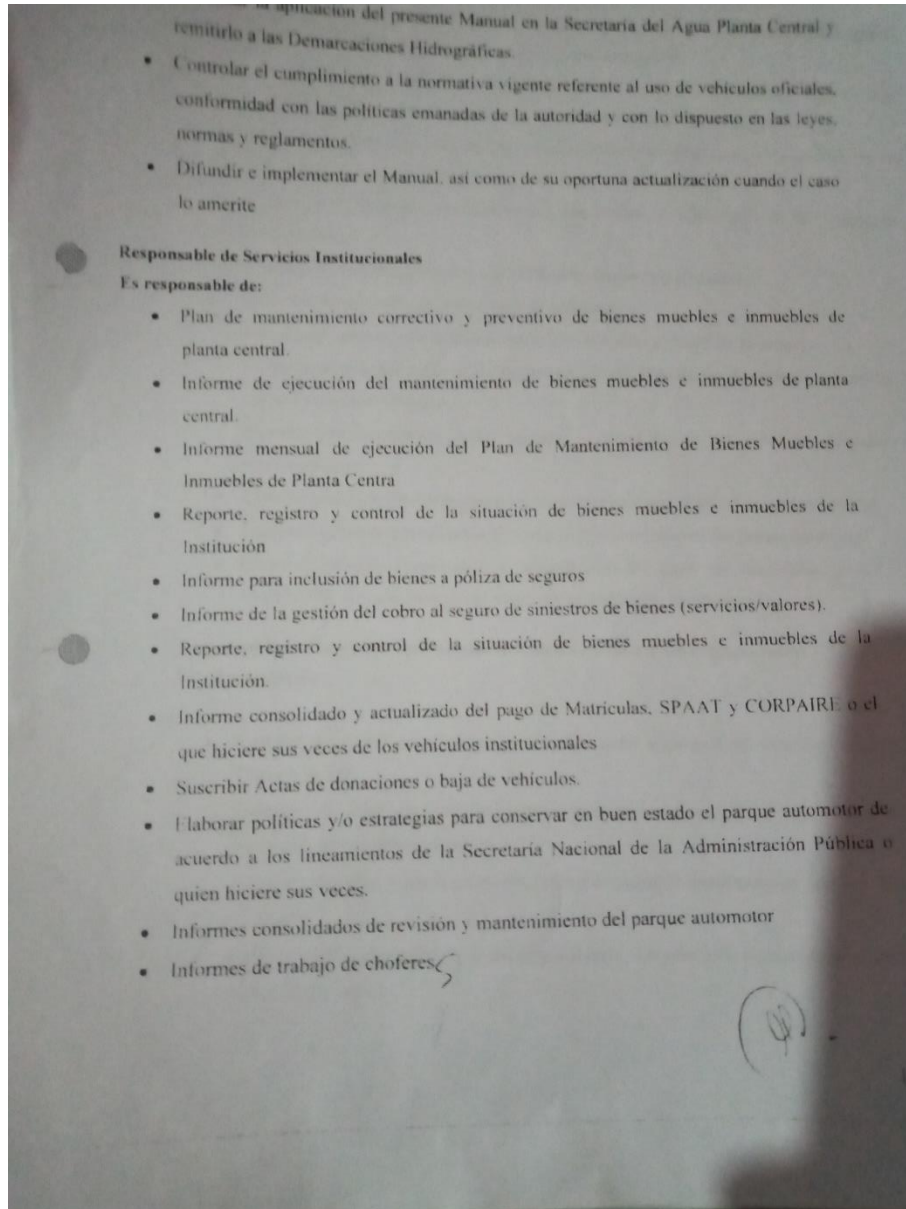 la aplicación del presente Manual en la Secretaría del Agua Planta Central y
remitirlo a las Demarcaciones Hidrográficas.
• Controlar el cumplimiento a la normativa vigente referente al uso de vehículos oficiales,
conformidad con las políticas emanadas de la autoridad y con lo dispuesto en las leyes,
normas y reglamentos.
• Difundir e implementar el Manual, así como de su oportuna actualización cuando el caso
lo amerite
Responsable de Servicios Institucionales
Es responsable de:
• Plan de mantenimiento correctivo y preventivo de bienes muebles e inmuebles de
planta central.
• Informe de ejecución del mantenimiento de bienes muebles e inmuebles de planta
central.
• Informe mensual de ejecución del Plan de Mantenimiento de Bienes Muebles e
Inmuebles de Planta Centra
• Reporte, registro y control de la situación de bienes muebles e inmuebles de la
Institución
• Informe para inclusión de bienes a póliza de seguros
• Informe de la gestión del cobro al seguro de siniestros de bienes (servicios/valores).
• Reporte, registro y control de la situación de bienes muebles e inmuebles de la
Institución.
• Informe consolidado y actualizado del pago de Matrículas, SPAAT y CORPAIRE o el
que hiciere sus veces de los vehículos institucionales
• Suscribir Actas de donaciones o baja de vehículos.
• Elaborar políticas y/o estrategias para conservar en buen estado el parque automotor de
acuerdo a los lineamientos de la Secretaría Nacional de la Administración Pública o
quien hiciere sus veces.
• Informes consolidados de revisión y mantenimiento del parque automotor
• Informes de trabajo de choferes